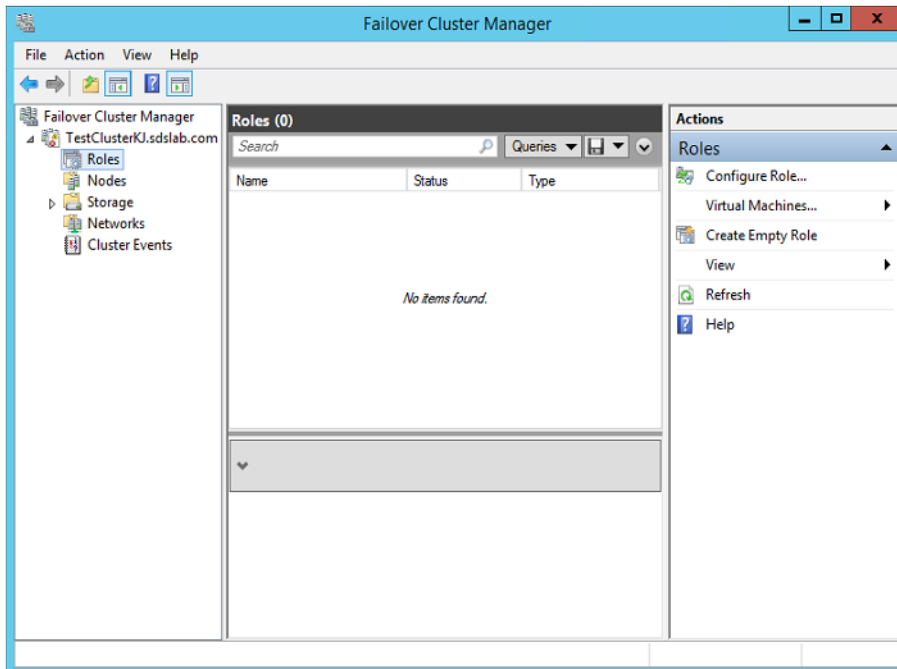 Failover Cluster Manager
File Action View Help
Failover Cluster Manager
TestClusterKJ.sdslab.com
Roles
Nodes
Storage
Networks
Cluster Events
Roles (0)
Search
Queries
Name Status Type
No items found.
Actions
Roles
Configure Role...
Virtual Machines...
Create Empty Role
View
Refresh
Help